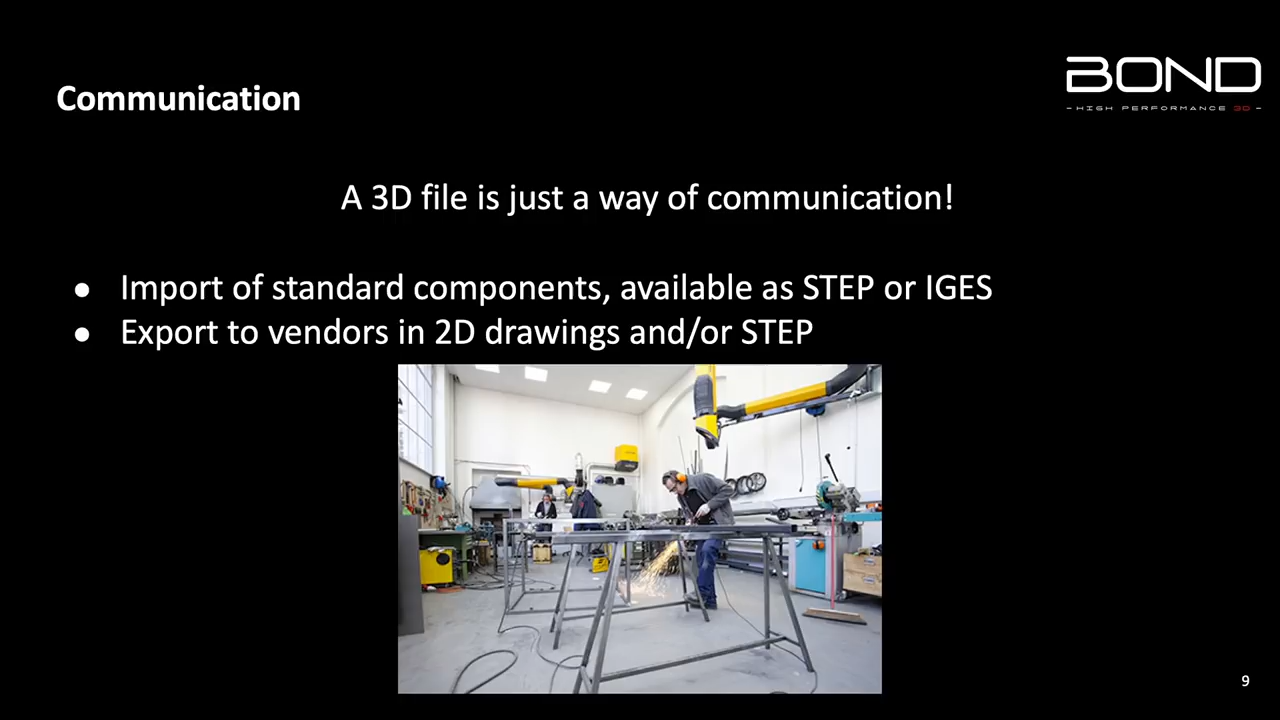 BOND
HIGH PERFORMANCE 3D
Communication
A 3D file is just a way of communication!
● Import of standard components, available as STEP or IGES
● Export to vendors in 2D drawings and/or STEP
9